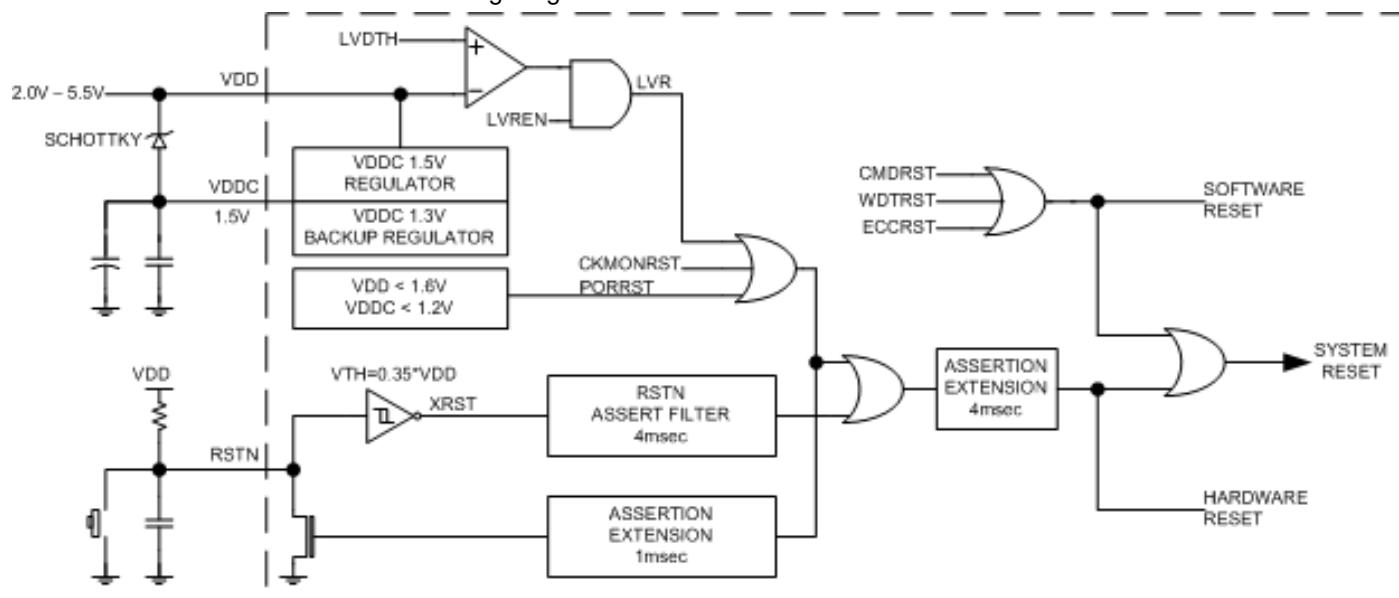 LVDTH
VDD
2.0V – 5.5V
LVR
LVREN
SCHOTTKY
VDDC 1.5V
REGULATOR
VDDC
1.5V
VDDC 1.3V
BACKUP REGULATOR
CMDRST
WDTRST
ECCRST
SOFTWARE
RESET
CKMONRST
PORRST
VDD < 1.6V
VDDC < 1.2V
VDD
VTH=0.35*VDD
XRST
RSTN
ASSERT FILTER
4msec
ASSERTION
EXTENSION
4msec
SYSTEM
RESET
RSTN
ASSERTION
EXTENSION
1msec
HARDWARE
RESET